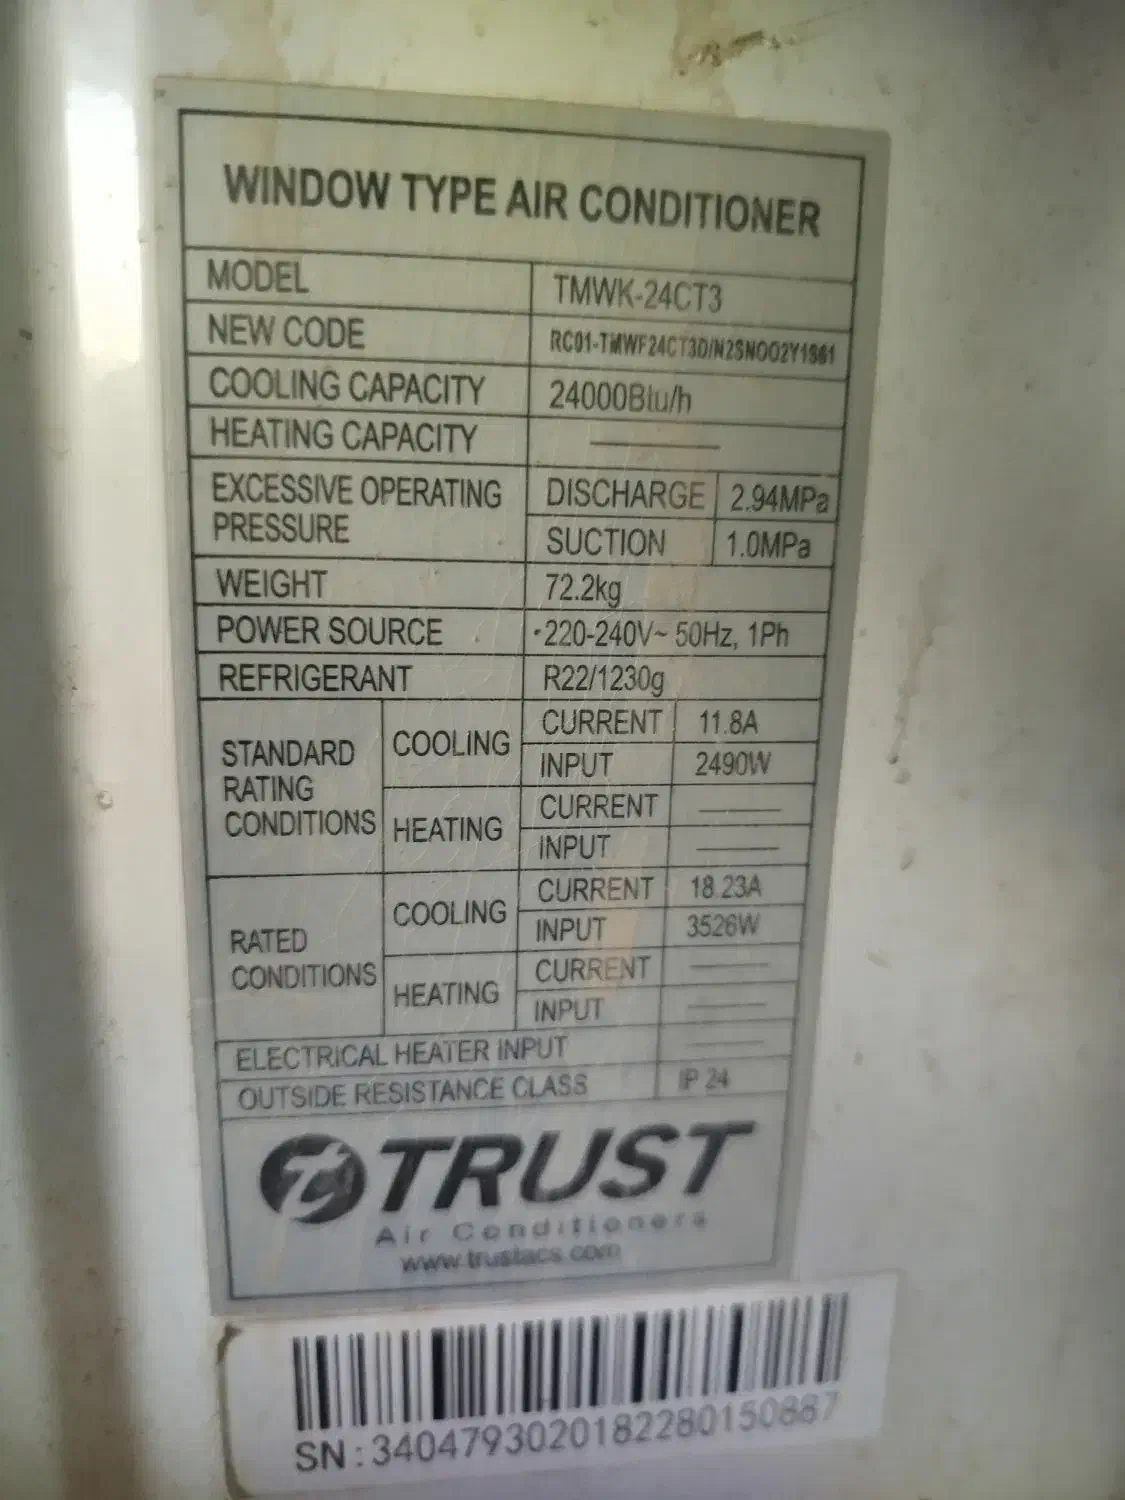 WINDOW TYPE AIR CONDITIONER
MODEL TMWK-24CT3
NEW CODE RC01-TMWF24CT3D/N2SNOO2Y1S61
COOLING CAPACITY 24000Btu/h
HEATING CAPACITY ———
EXCESSIVE OPERATING PRESSURE DISCHARGE 2.94MPa
SUCTION 1.0MPa
WEIGHT 72.2kg
POWER SOURCE 220-240V~ 50Hz, 1Ph
REFRIGERANT R22/1230g
STANDARD RATING CONDITIONS COOLING CURRENT 11.8A
INPUT 2490W
HEATING CURRENT ———
INPUT ———
RATED CONDITIONS COOLING CURRENT 18.23A
INPUT 3526W
HEATING CURRENT ———
INPUT ———
ELECTRICAL HEATER INPUT ———
OUTSIDE RESISTANCE CLASS IP 24
TRUST
Air Conditioners
www.trustacs.com
SN:3404793020182280150887